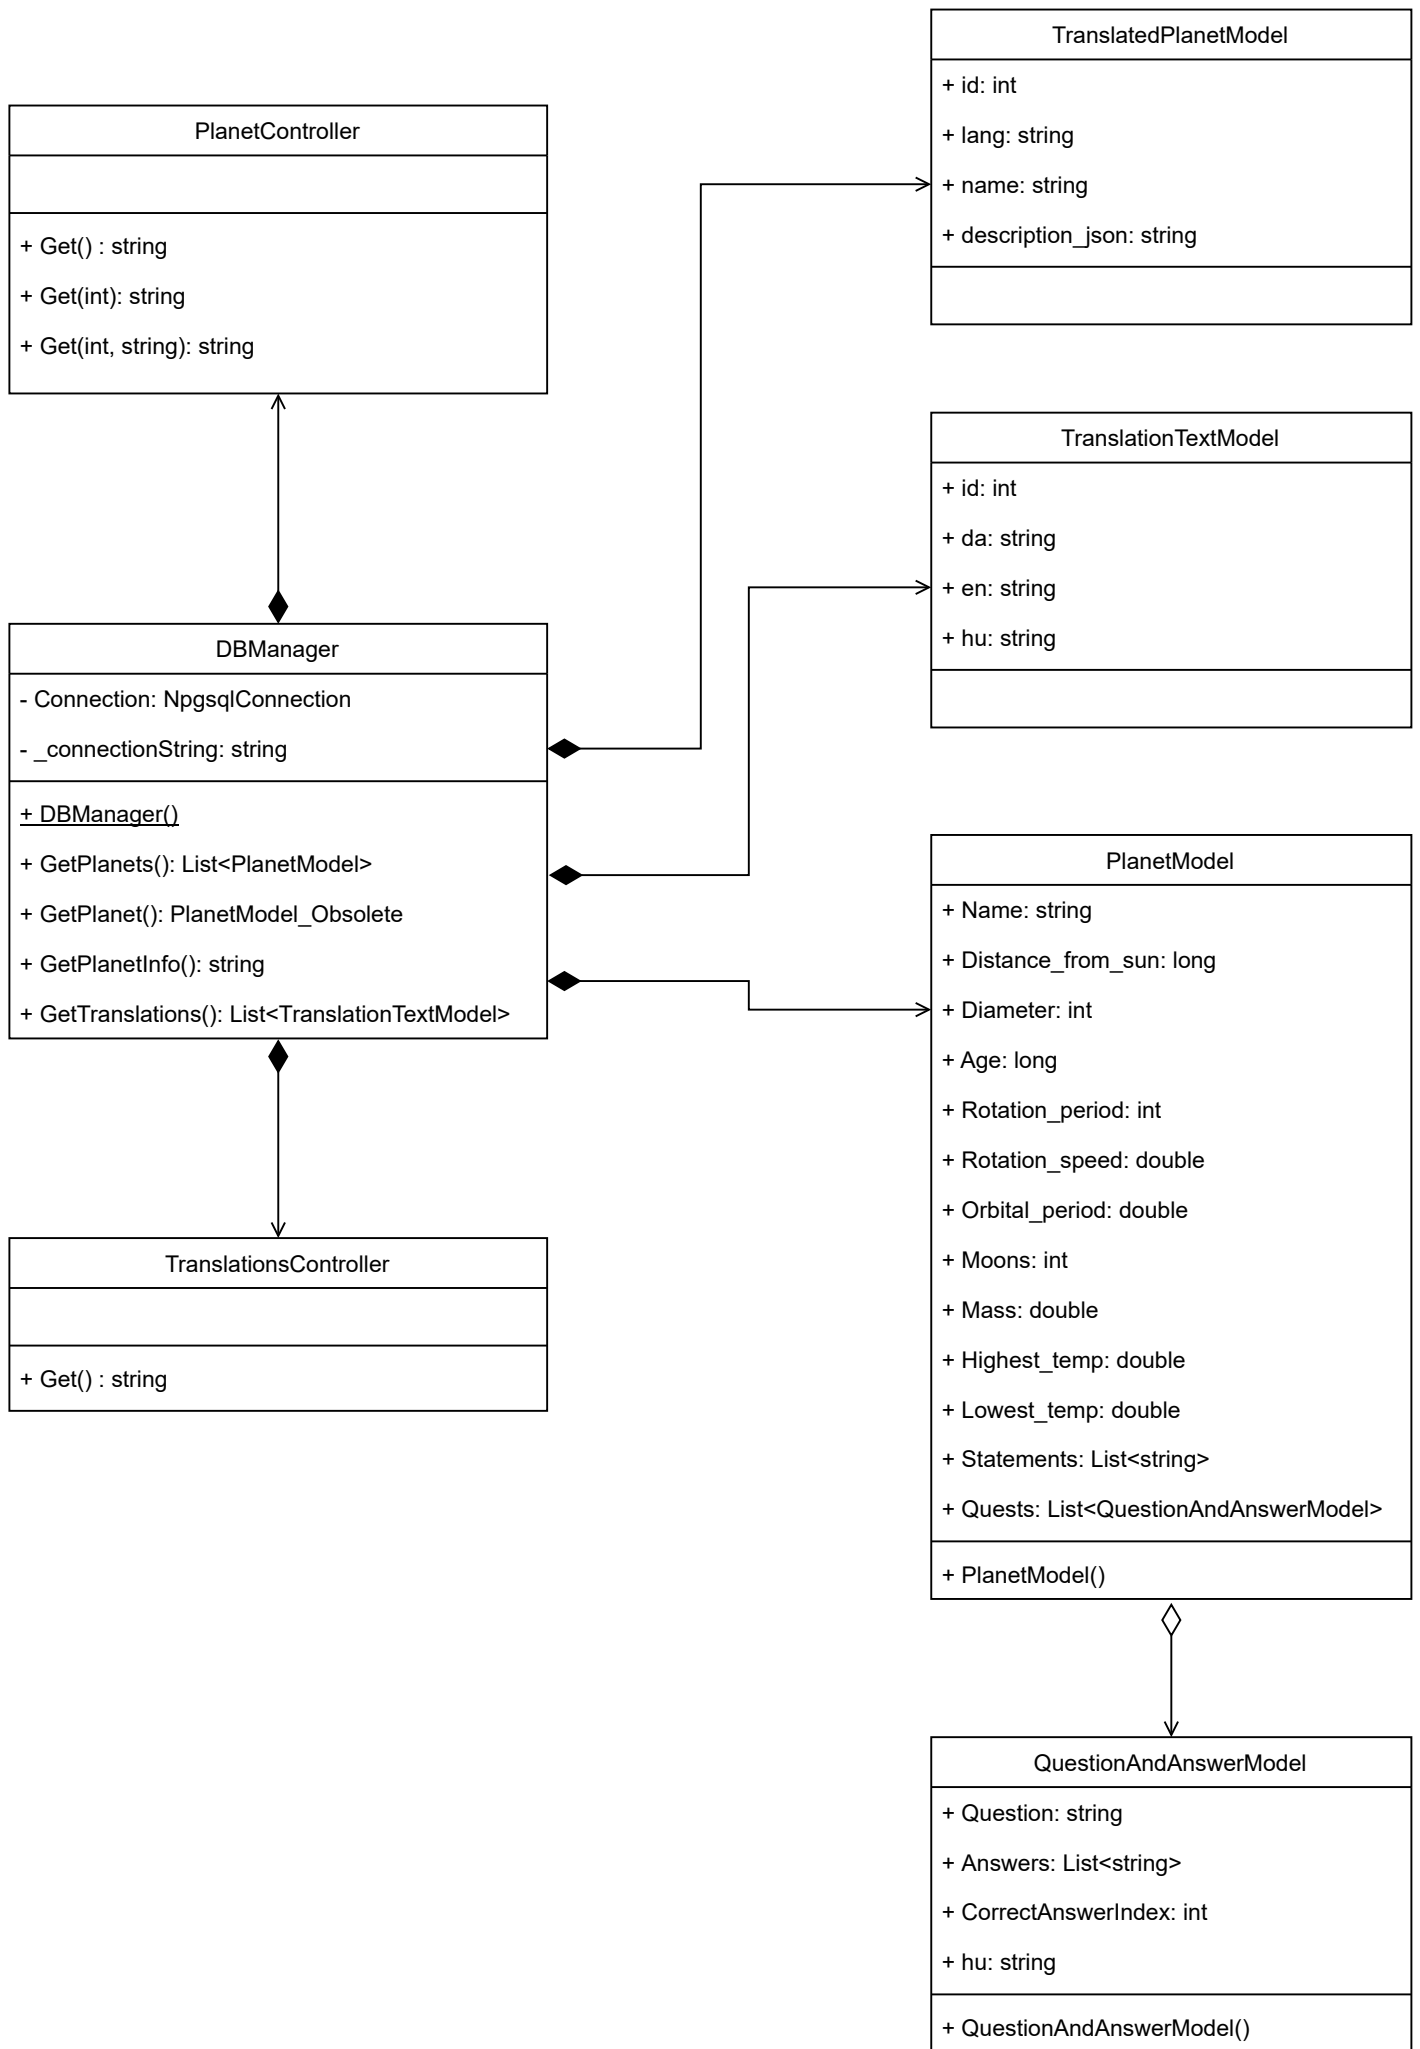 PlanetController
+ Get() : string
+ Get(int): string
+ Get(int, string): string
DBManager
- Connection: NpgsqlConnection
- _connectionString: string
+ DBManager()
+ GetPlanets(): List<PlanetModel>
+ GetPlanet(): PlanetModel_Obsolete
+ GetPlanetInfo(): string
+ GetTranslations(): List<TranslationTextModel>
TranslationsController
+ Get() : string
TranslatedPlanetModel
+ id: int
+ lang: string
+ name: string
+ description_json: string
TranslationTextModel
+ id: int
+ da: string
+ en: string
+ hu: string
PlanetModel
+ Name: string
+ Distance_from_sun: long
+ Diameter: int
+ Age: long
+ Rotation_period: int
+ Rotation_speed: double
+ Orbital_period: double
+ Moons: int
+ Mass: double
+ Highest_temp: double
+ Lowest_temp: double
+ Statements: List<string>
+ Quests: List<QuestionAndAnswerModel>
+ PlanetModel()
QuestionAndAnswerModel
+ Question: string
+ Answers: List<string>
+ CorrectAnswerIndex: int
+ hu: string
+ QuestionAndAnswerModel()